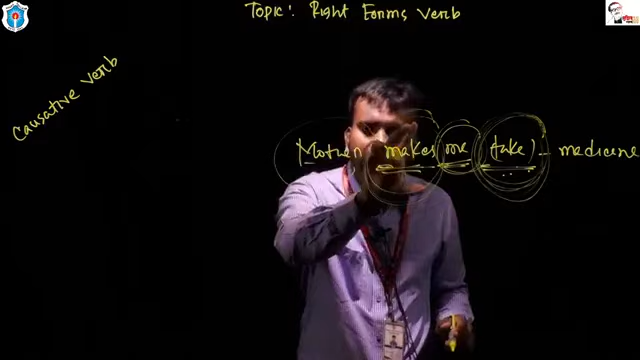 Topic: Right Forms Verb
Causative Verb
Mother makes me (take) medicine